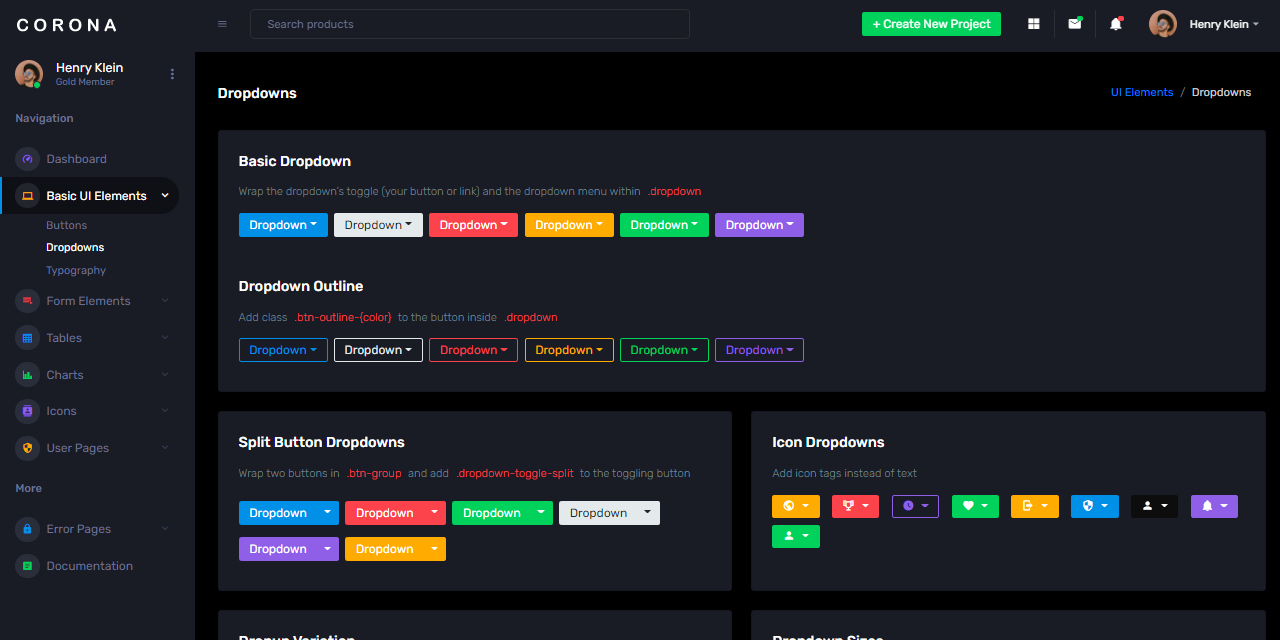 CORONA
Search products
+ Create New Project
Henry Klein
Henry Klein
Gold Member
Navigation
Dashboard
Basic UI Elements
Buttons
Dropdowns
Typography
Form Elements
Tables
Charts
Icons
User Pages
More
Error Pages
Documentation
Dropdowns
UI Elements / Dropdowns
Basic Dropdown
Wrap the dropdown's toggle (your button or link) and the dropdown menu within .dropdown
Dropdown Dropdown Dropdown Dropdown Dropdown Dropdown
Dropdown Outline
Add class .btn-outline-{color} to the button inside .dropdown
Dropdown Dropdown Dropdown Dropdown Dropdown Dropdown
Split Button Dropdowns
Wrap two buttons in .btn-group and add .dropdown-toggle-split to the toggling button
Dropdown Dropdown Dropdown Dropdown
Dropdown Dropdown
Icon Dropdowns
Add icon tags instead of text
Dropup Variation
Dropdown Sizes